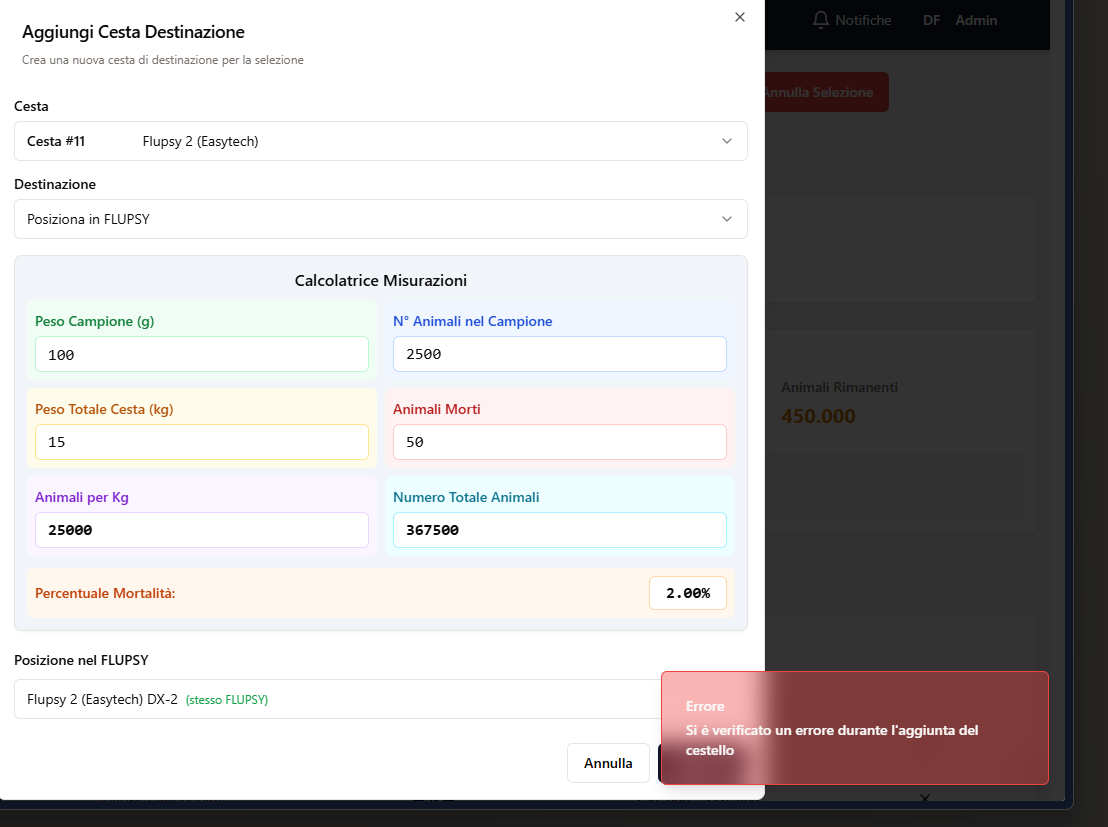 Aggiungi Cesta Destinazione
Crea una nuova cesta di destinazione per la selezione
Notifiche DF Admin
Annulla Selezione
Cesta
Cesta #11 Flupsy 2 (Easytech)
Destinazione
Posiziona in FLUPSY
Calcolatrice Misurazioni
Peso Campione (g) N° Animali nel Campione
100 2500
Peso Totale Cesta (kg) Animali Morti
15 50
Animali per Kg Numero Totale Animali
25000 367500
Percentuale Mortalità: 2.00%
Animali Rimanenti
450.000
Posizione nel FLUPSY
Flupsy 2 (Easytech) DX-2 (stesso FLUPSY)
Errore
Si è verificato un errore durante l'aggiunta del
cestello
Annulla